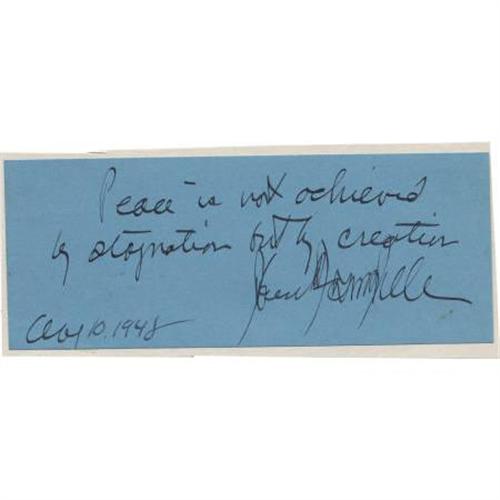 Peace is not achieved
by stagnation but by creation
Aug 10. 1948